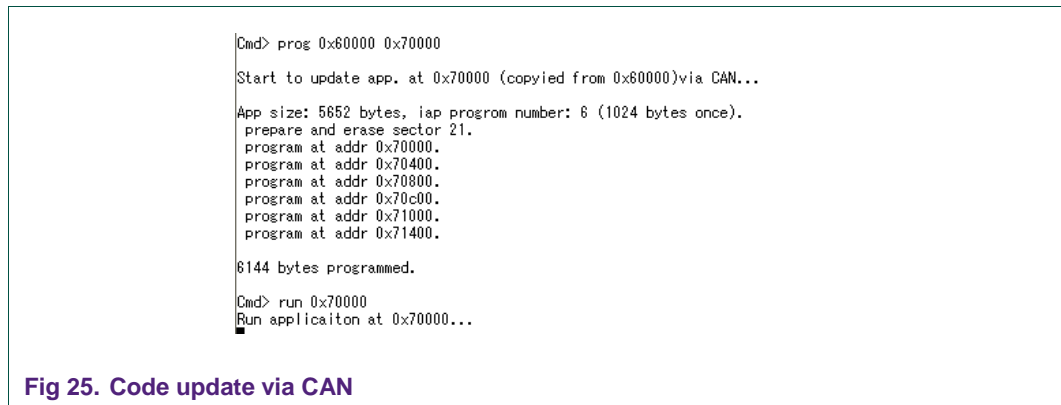 Cmd> prog 0x60000 0x70000
Start to update app. at 0x70000 (copyied from 0x60000)via CAN...
App size: 5652 bytes, iap progrom number: 6 (1024 bytes once).
prepare and erase sector 21.
program at addr 0x70000.
program at addr 0x70400.
program at addr 0x70800.
program at addr 0x70c00.
program at addr 0x71000.
program at addr 0x71400.
6144 bytes programmed.
Cmd> run 0x70000
Run applicaiton at 0x70000...
Fig 25. Code update via CAN